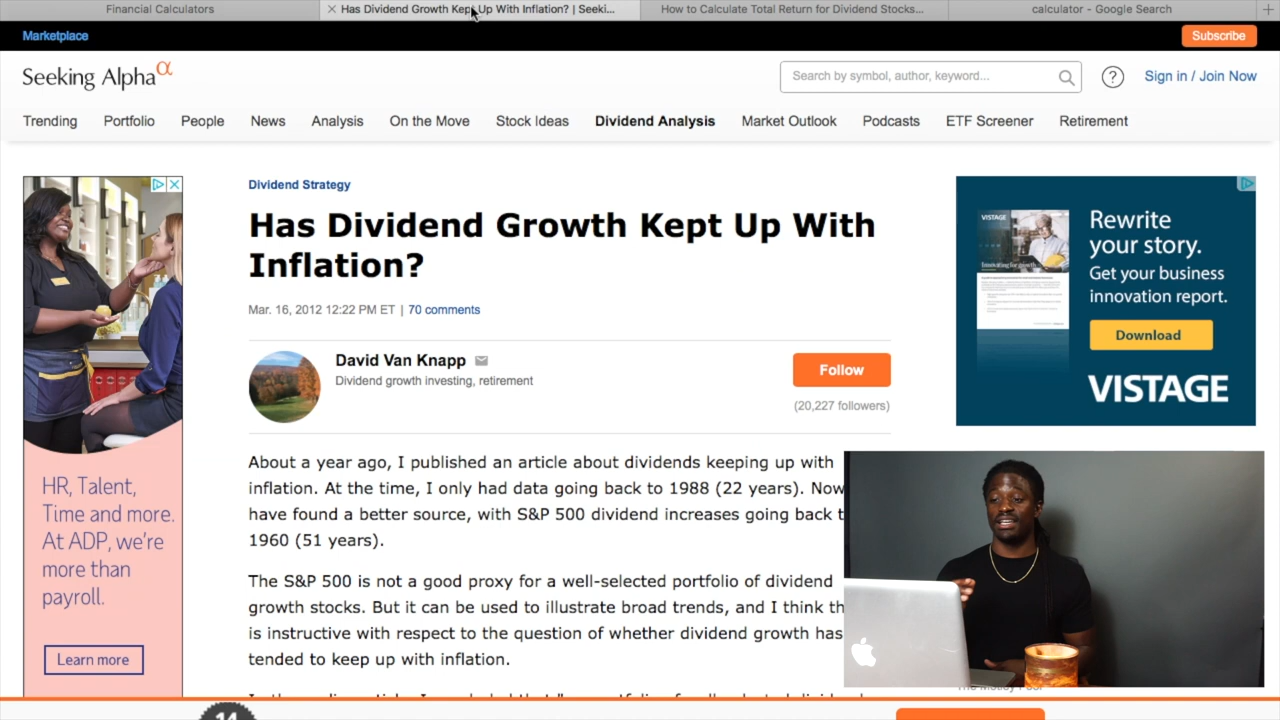 Financial Calculators
Has Dividend Growth Kept Up With Inflation? | Seeki...
How to Calculate Total Return for Dividend Stocks...
calculator - Google Search
Marketplace
Subscribe
Seeking Alpha α
Search by symbol, author, keyword...
?
Sign in / Join Now
Trending
Portfolio
People
News
Analysis
On the Move
Stock Ideas
Dividend Analysis
Market Outlook
Podcasts
ETF Screener
Retirement
Dividend Strategy
Has Dividend Growth Kept Up With
Inflation?
Mar. 16, 2012 12:22 PM ET | 70 comments
David Van Knapp
Dividend growth investing, retirement
Follow
(20,227 followers)
About a year ago, I published an article about dividends keeping up with
inflation. At the time, I only had data going back to 1988 (22 years). Now
have found a better source, with S&P 500 dividend increases going back t
1960 (51 years).
The S&P 500 is not a good proxy for a well-selected portfolio of dividend
growth stocks. But it can be used to illustrate broad trends, and I think th
is instructive with respect to the question of whether dividend growth has
tended to keep up with inflation.
HR, Talent,
Time and more.
At ADP, we're
more than
payroll.
Learn more
VISTAGE
Rewrite
your story.
Get your business
innovation report.
Download
VISTAGE
14